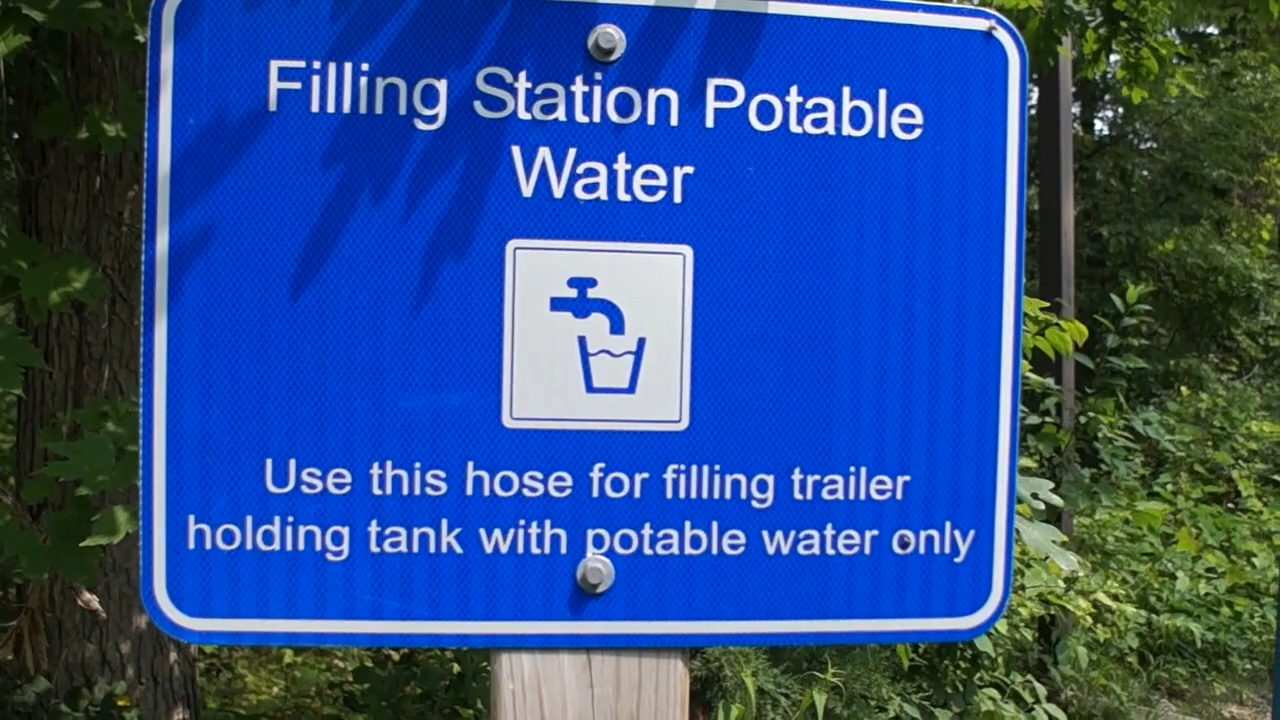 Filling Station Potable
Water
Use this hose for filling trailer
holding tank with potable water only